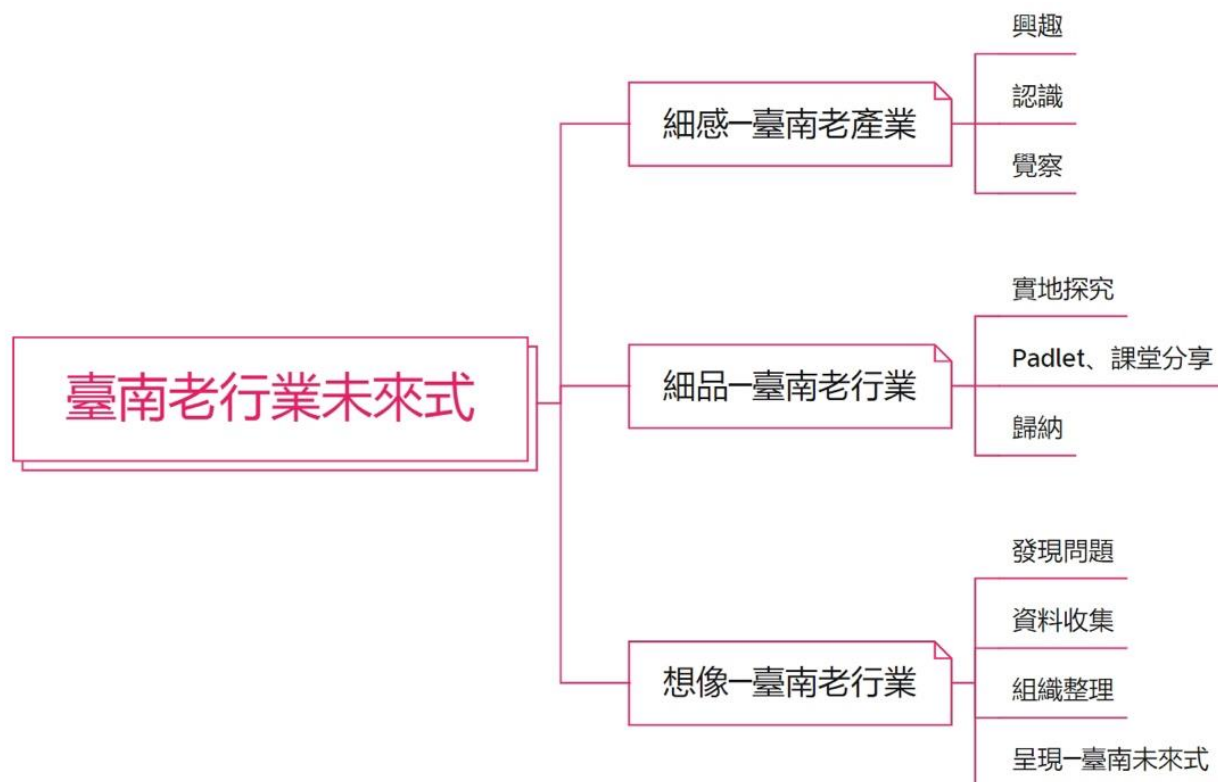 臺南老行業未來式
細感─臺南老產業
興趣
認識
覺察
細品─臺南老行業
實地探究
Padlet、課堂分享
歸納
想像─臺南老行業
發現問題
資料收集
組織整理
呈現─臺南未來式